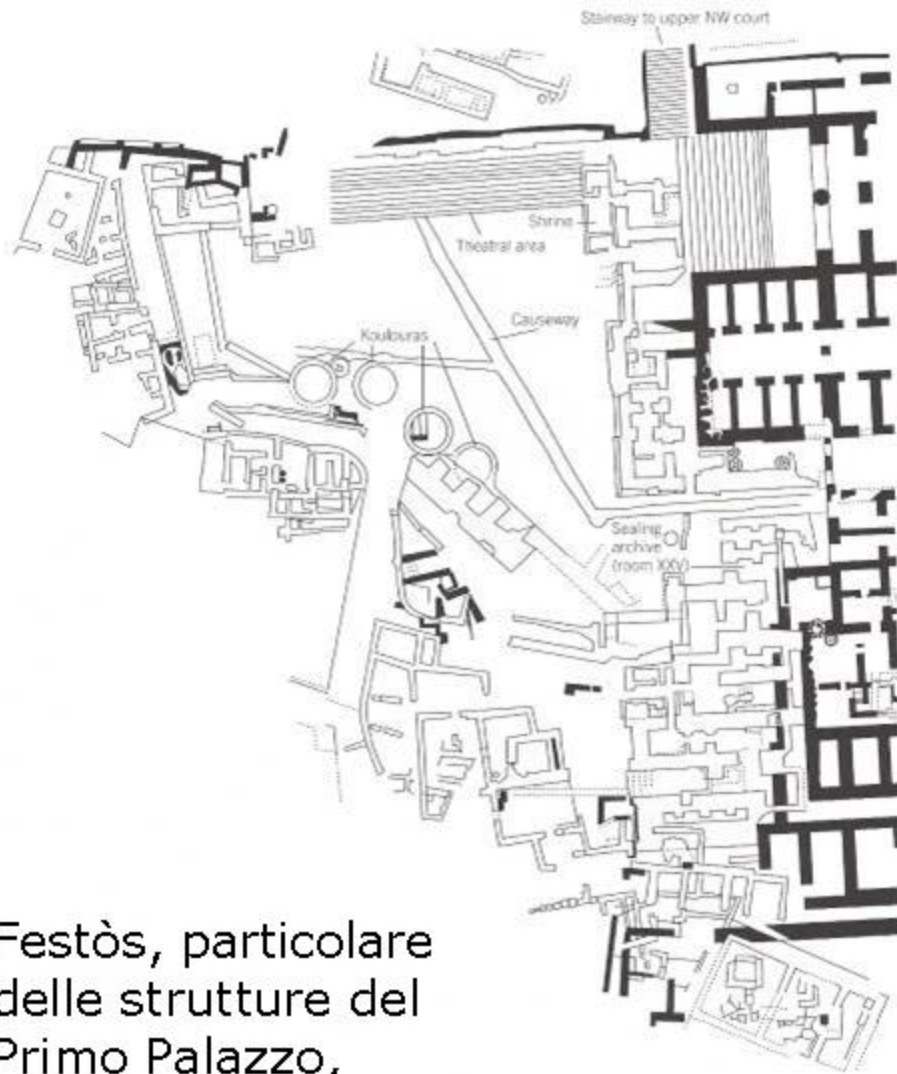 Stairway to upper NW court
Shrine
Theatral area
Causeway
Koulouras
Sealing
archive
(room XXV)
Festòs, particolare
delle strutture del
Primo Palazzo,